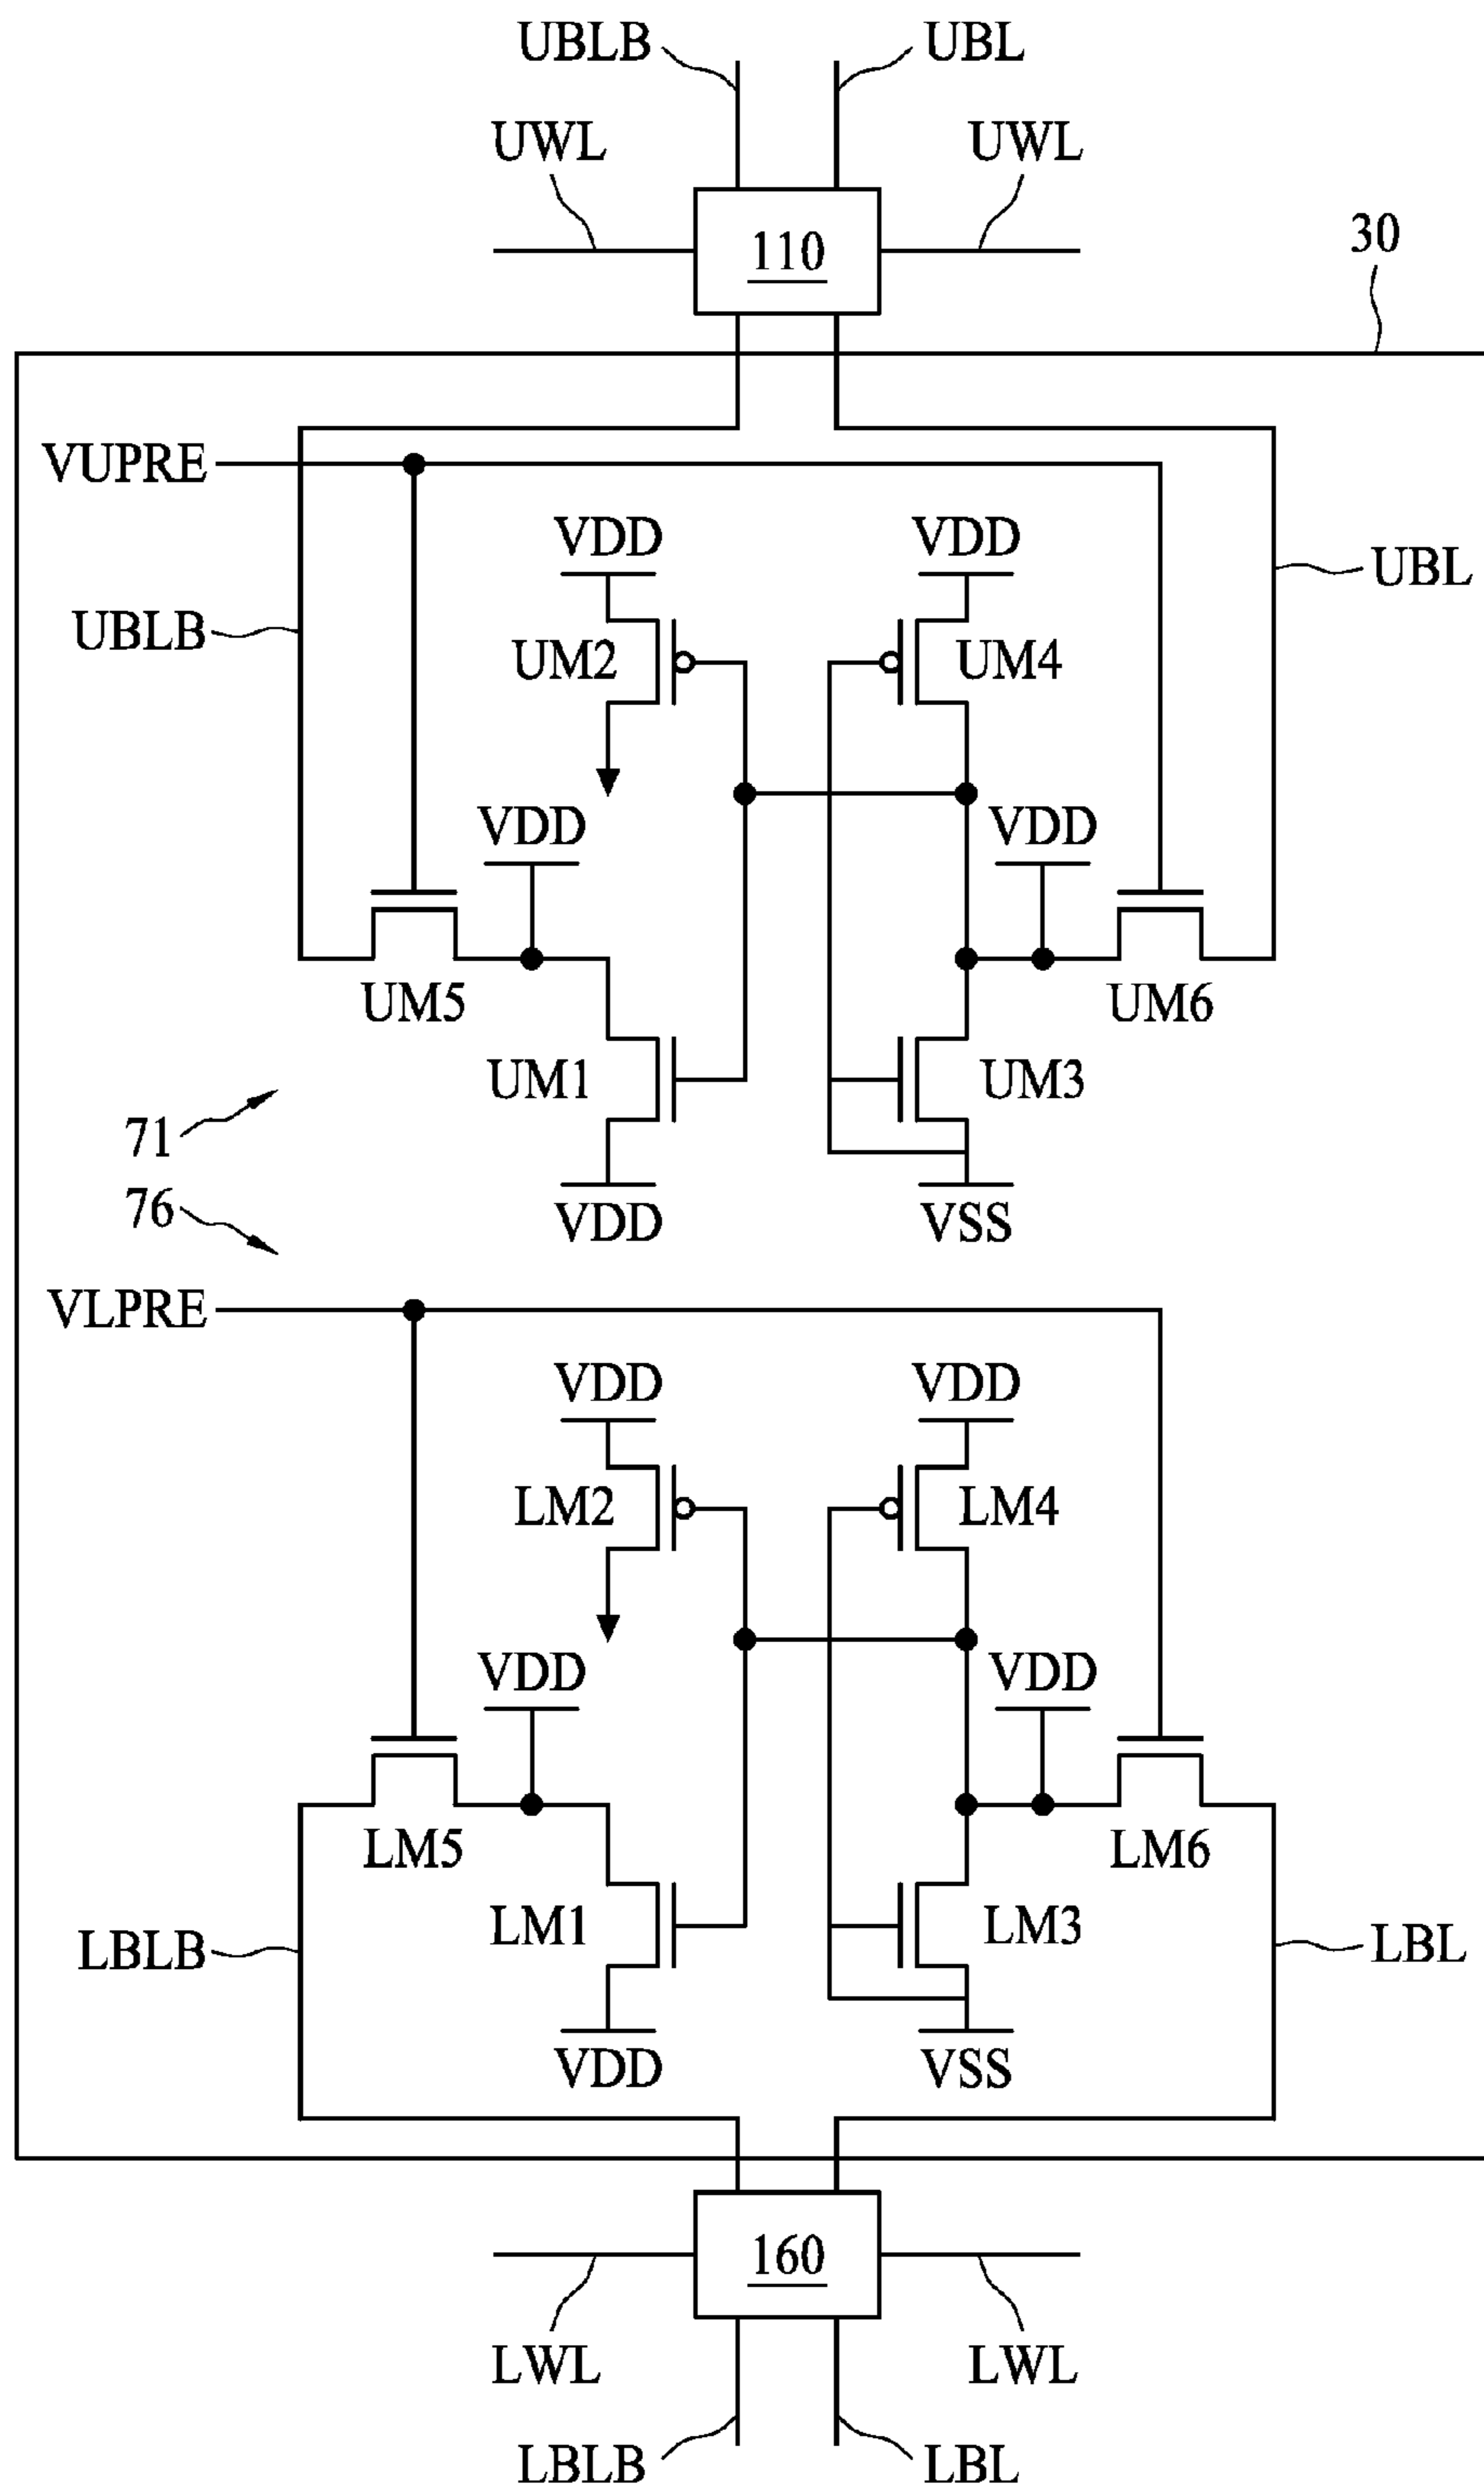 UBLB UBL
UWL UWL
110
30
VUPRE
VDD VDD
UBL
UBLB
UM2 UM4
VDD VDD
UM5 UM6
UM1 UM3
71
76
VDD VSS
VLPRE
VDD VDD
LM2 LM4
VDD VDD
LM5 LM6
LM1 LM3
LBLB LBL
VDD VSS
160
LWL LWL
LBLB LBL